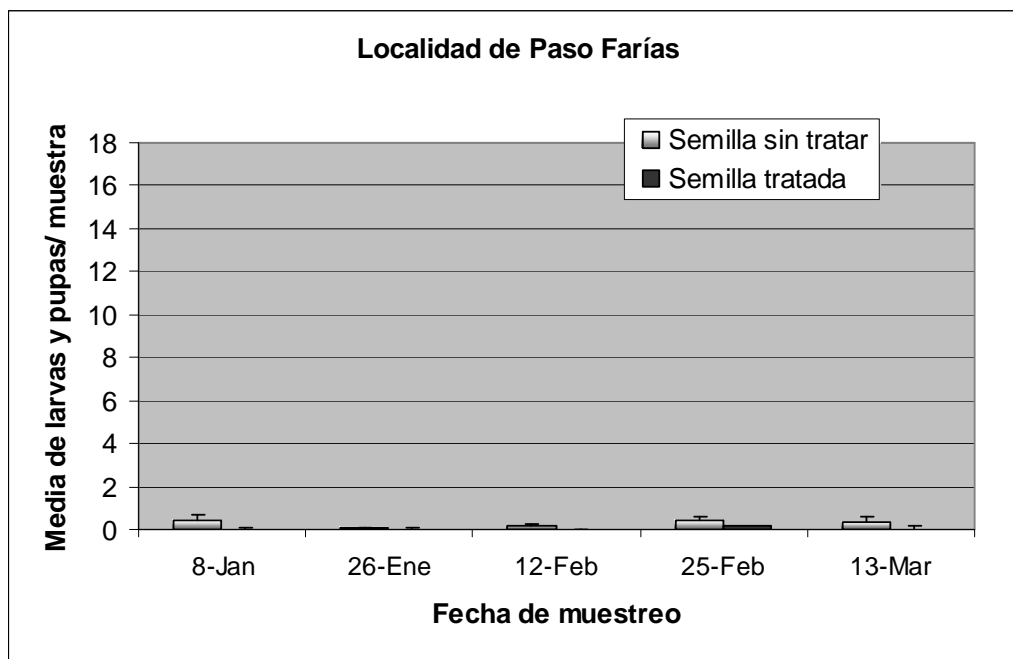 Localidad de Paso Farías
Semilla sin tratar
Semilla tratada
Media de larvas y pupas/ muestra
18
16
14
12
10
8
6
4
2
0
8-Jan 26-Ene 12-Feb 25-Feb 13-Mar
Fecha de muestreo